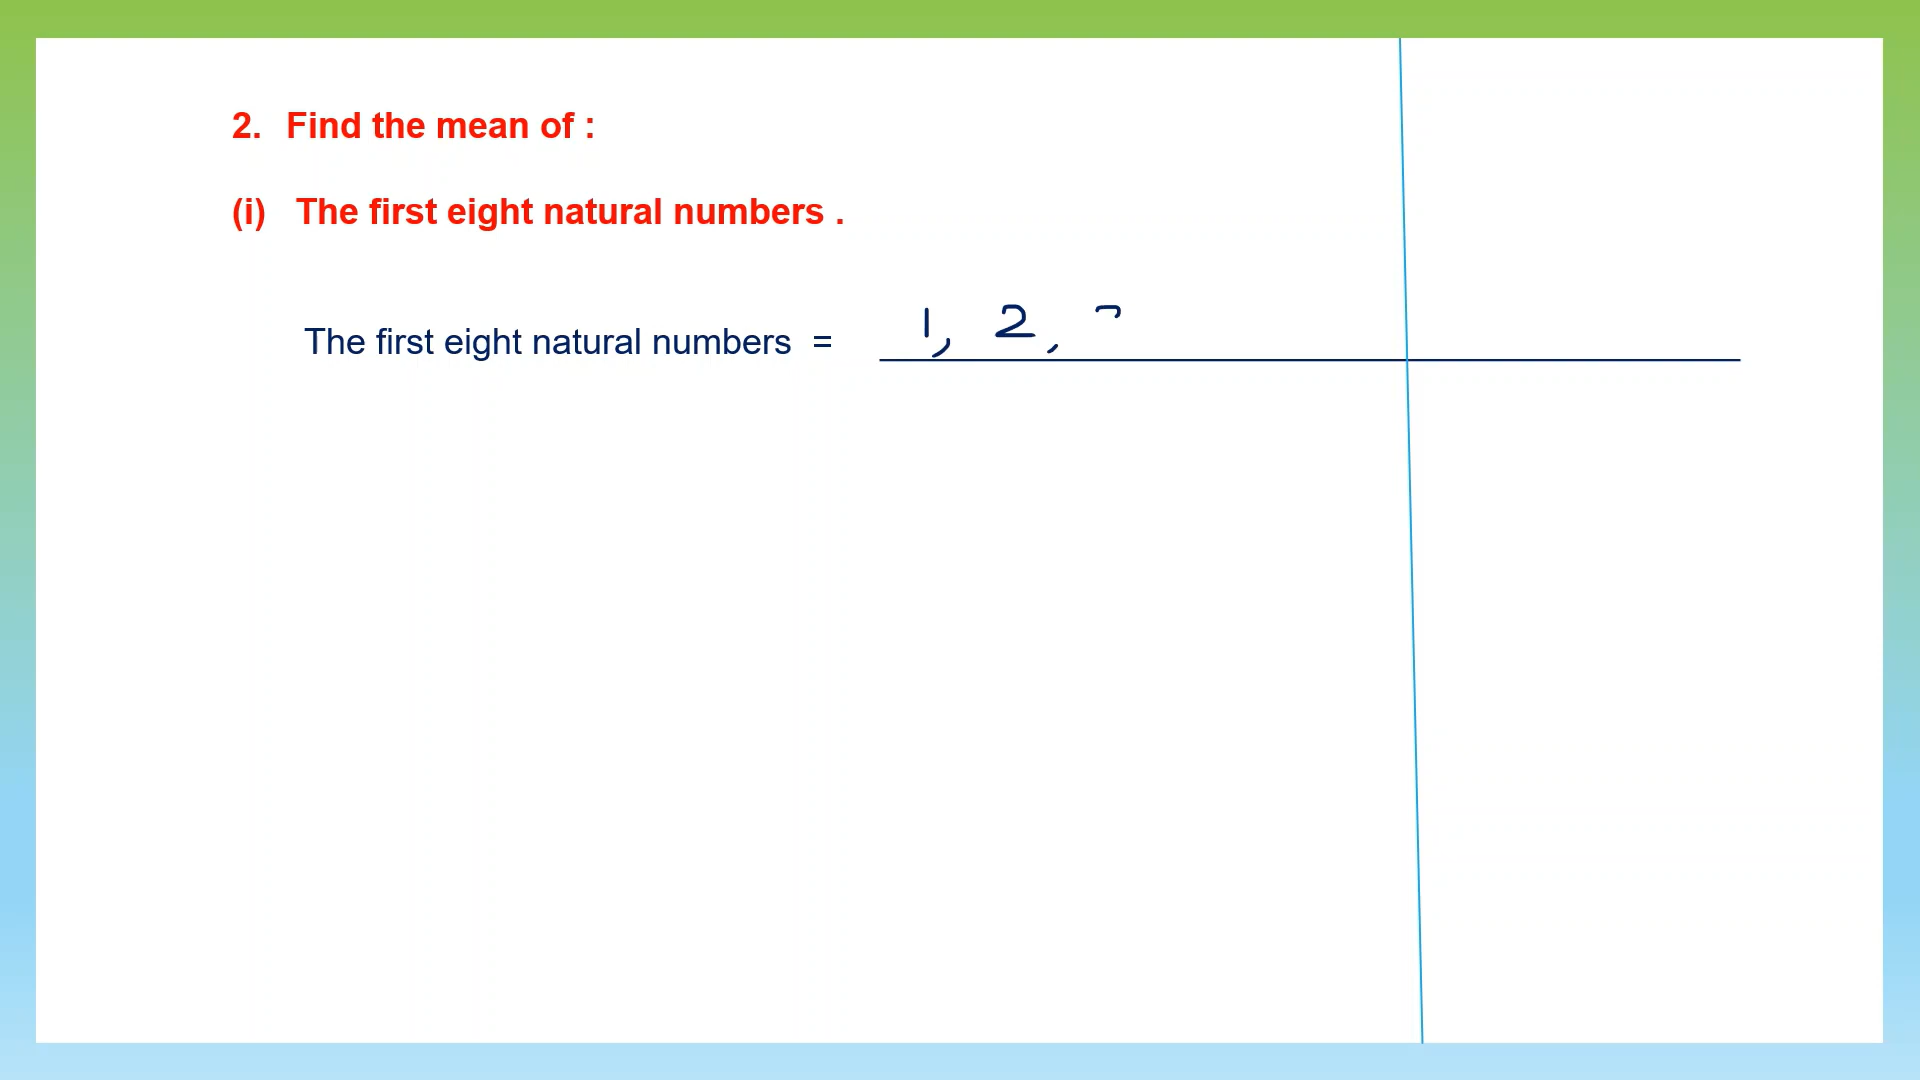 2. Find the mean of :
(i) The first eight natural numbers .
The first eight natural numbers = 1, 2,